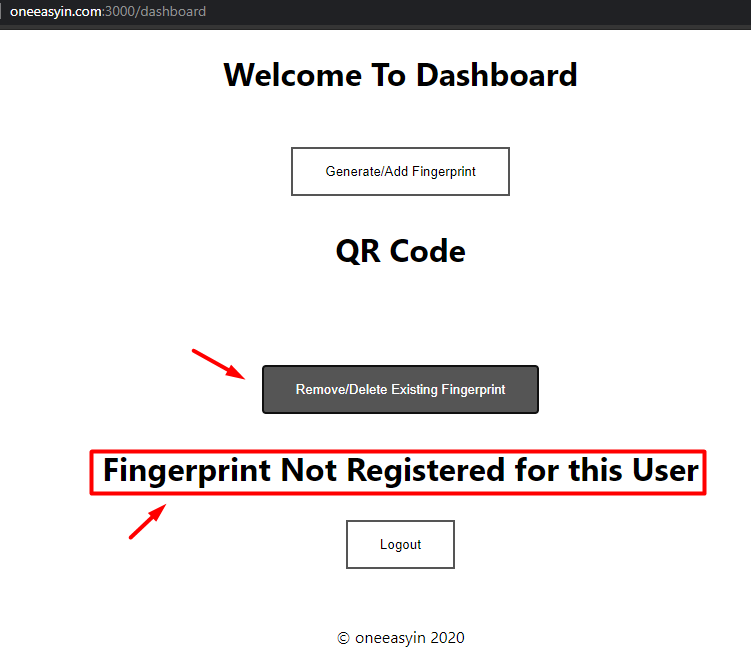 oneeasyin.com:3000/dashboard
Welcome To Dashboard
Generate/Add Fingerprint
QR Code
Remove/Delete Existing Fingerprint
Fingerprint Not Registered for this User
Logout
© oneeasyin 2020